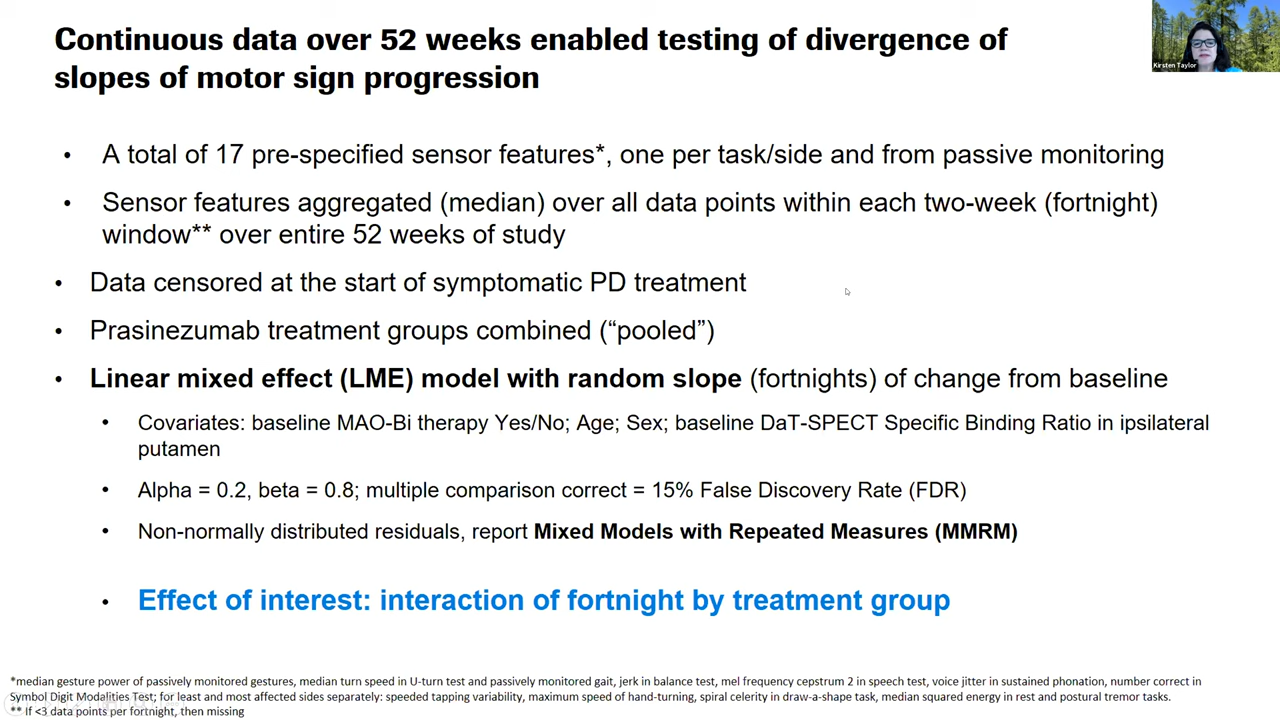 Continuous data over 52 weeks enabled testing of divergence of
slopes of motor sign progression
Kirsten Taylor
• A total of 17 pre-specified sensor features*, one per task/side and from passive monitoring
• Sensor features aggregated (median) over all data points within each two-week (fortnight)
window** over entire 52 weeks of study
• Data censored at the start of symptomatic PD treatment
• Prasinezumab treatment groups combined (“pooled”)
• Linear mixed effect (LME) model with random slope (fortnights) of change from baseline
• Covariates: baseline MAO-Bi therapy Yes/No; Age; Sex; baseline DaT-SPECT Specific Binding Ratio in ipsilateral
putamen
• Alpha = 0.2, beta = 0.8; multiple comparison correct = 15% False Discovery Rate (FDR)
• Non-normally distributed residuals, report Mixed Models with Repeated Measures (MMRM)
• Effect of interest: interaction of fortnight by treatment group
*median gesture power of passively monitored gestures, median turn speed in U-turn test and passively monitored gait, jerk in balance test, mel frequency cepstrum 2 in speech test, voice jitter in sustained phonation, number correct in
Symbol Digit Modalities Test; for least and most affected sides separately: speeded tapping variability, maximum speed of hand-turning, spiral celerity in draw-a-shape task, median squared energy in rest and postural tremor tasks.
** If <3 data points per fortnight, then missing